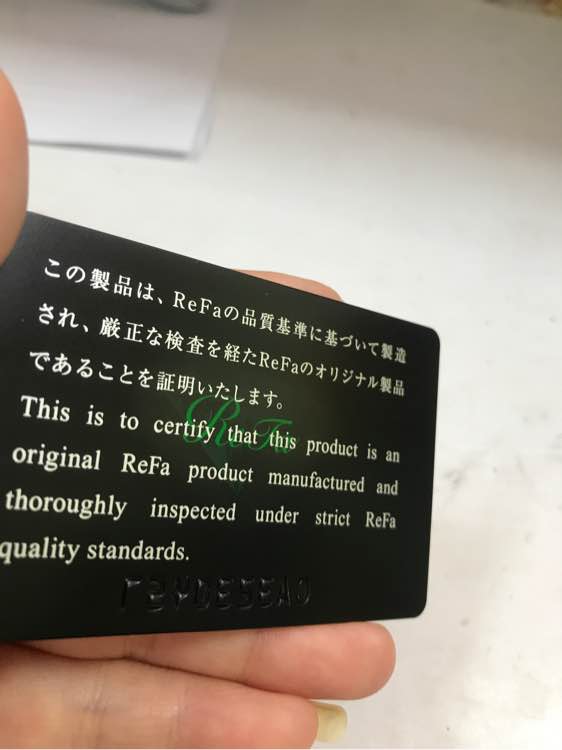 この製品は、ReFaの品質基準に基づいて製造
され、厳正な検査を経たReFaのオリジナル製品
であることを証明いたします。
ReFa
This is to certify that this product is an
original ReFa product manufactured and
thoroughly inspected under strict ReFa
quality standards.